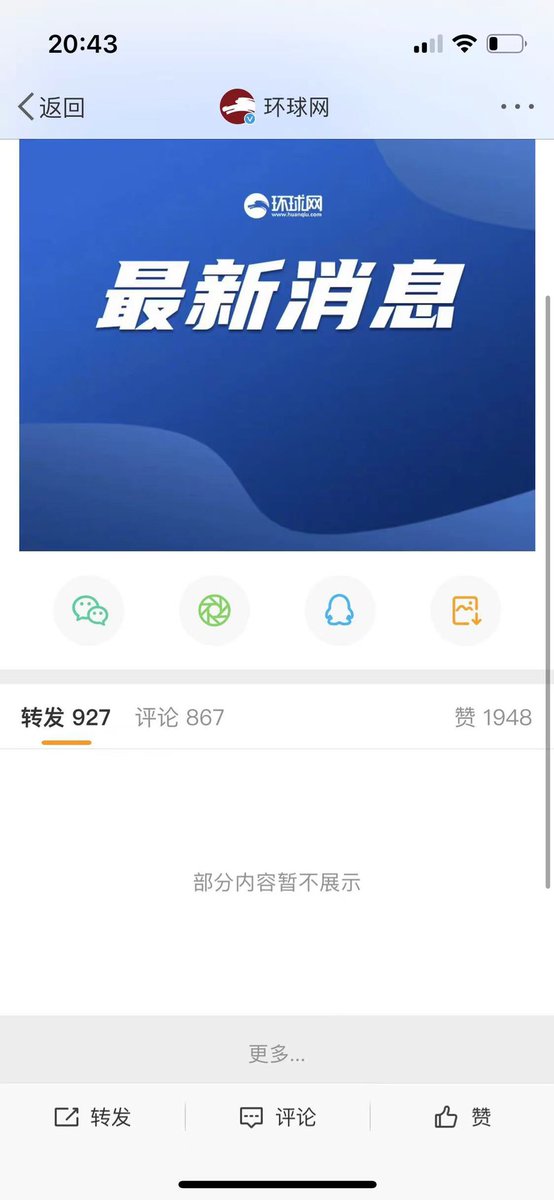 20:43
返回
环球网
环球网
www.huanqiu.com
最新消息
转发 927 评论 867 赞 1948
部分内容暂不展示
更多...
转发 评论 赞